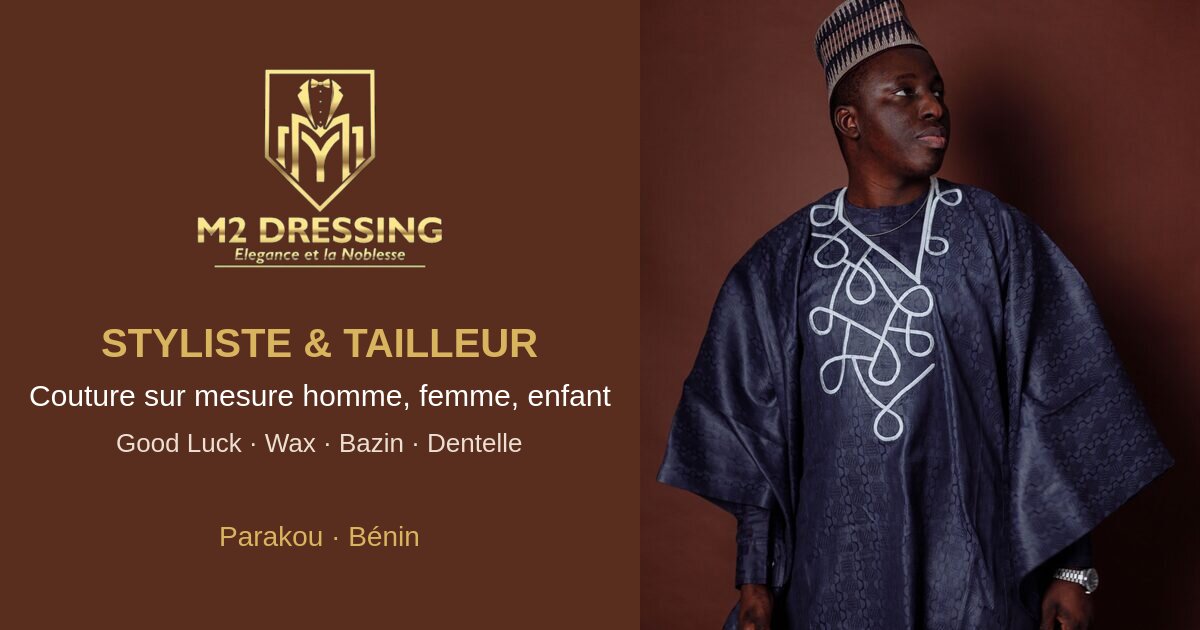 M2 DRESSING
Elegance et la Noblesse
STYLISTE & TAILLEUR
Couture sur mesure homme, femme, enfant
Good Luck · Wax · Bazin · Dentelle
Parakou · Bénin